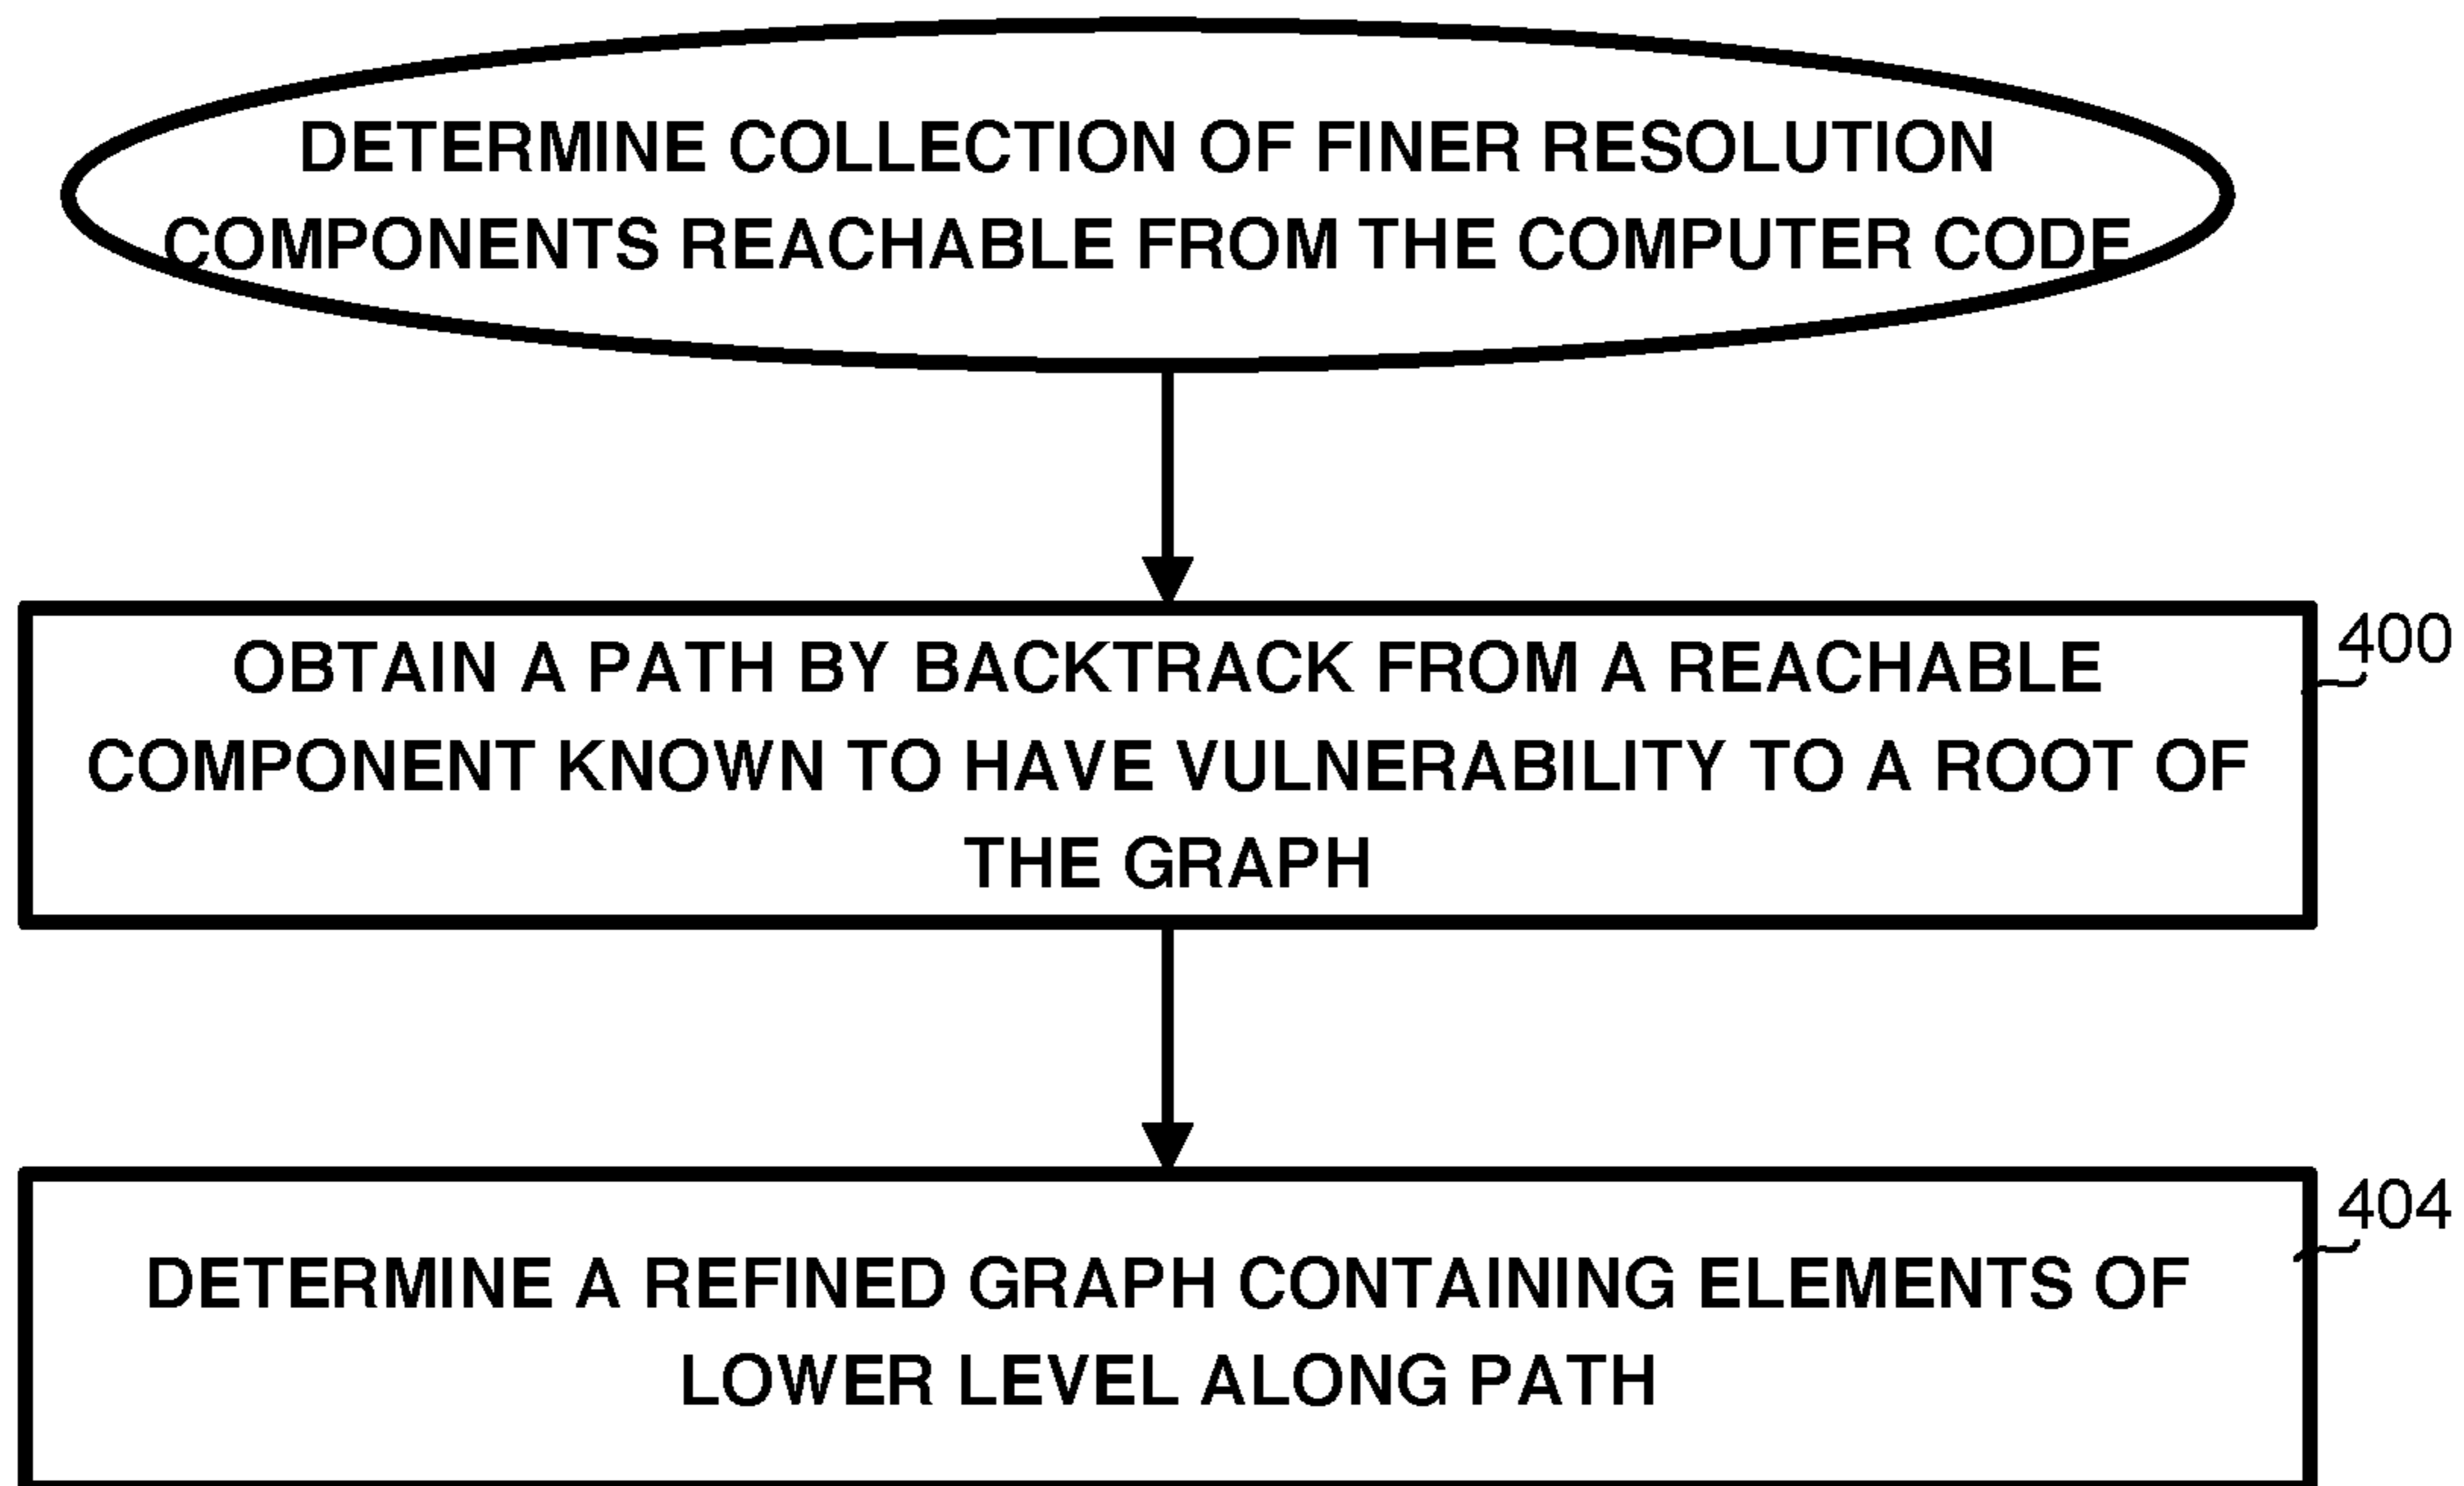 DETERMINE COLLECTION OF FINER RESOLUTION
COMPONENTS REACHABLE FROM THE COMPUTER CODE
OBTAIN A PATH BY BACKTRACK FROM A REACHABLE
COMPONENT KNOWN TO HAVE VULNERABILITY TO A ROOT OF
THE GRAPH
400
DETERMINE A REFINED GRAPH CONTAINING ELEMENTS OF
LOWER LEVEL ALONG PATH
404